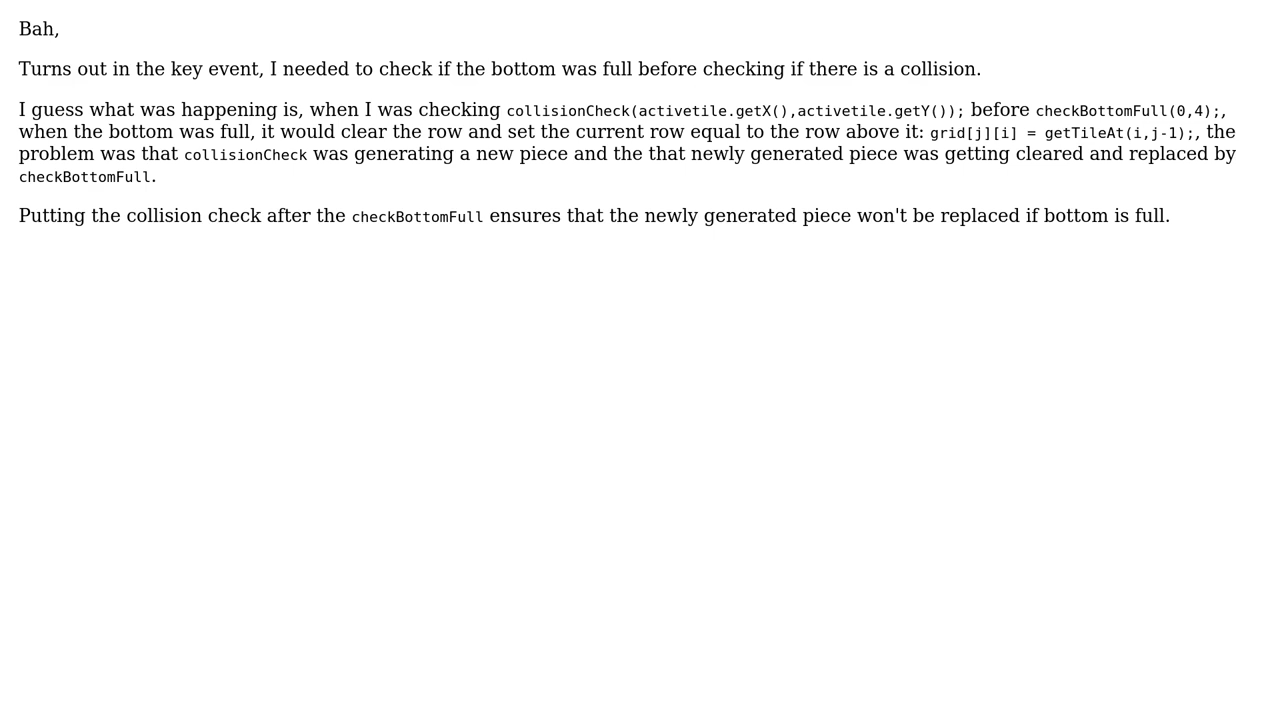 Bah,
Turns out in the key event, I needed to check if the bottom was full before checking if there is a collision.
I guess what was happening is, when I was checking collisionCheck(activetile.getX(),activetile.getY()); before checkBottomFull(0,4);,
when the bottom was full, it would clear the row and set the current row equal to the row above it: grid[j][i] = getTileAt(i,j-1);, the
problem was that collisionCheck was generating a new piece and the that newly generated piece was getting cleared and replaced by
checkBottomFull.
Putting the collision check after the checkBottomFull ensures that the newly generated piece won't be replaced if bottom is full.